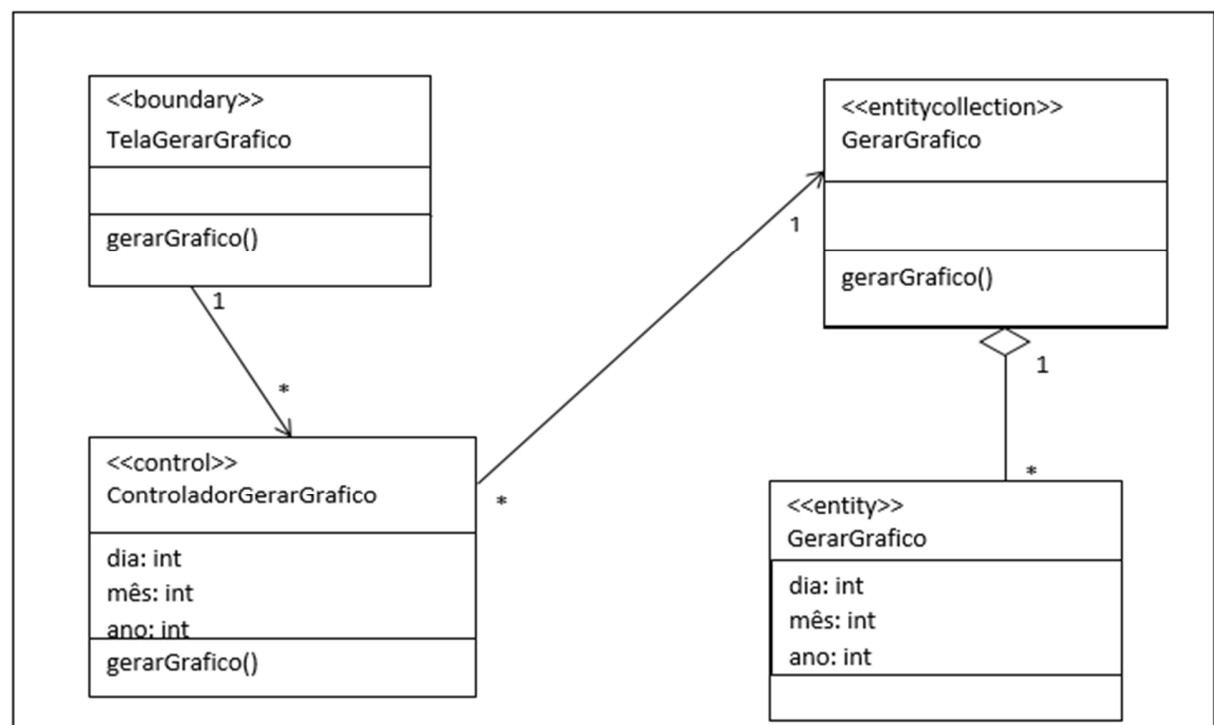 <<boundary>>
TelaGerarGrafico
gerarGrafico()
1
*
<<control>>
ControladorGerarGrafico
dia: int
mês: int
ano: int
gerarGrafico()
*
1
<<entitycollection>>
GerarGrafico
gerarGrafico()
1
*
<<entity>>
GerarGrafico
dia: int
mês: int
ano: int